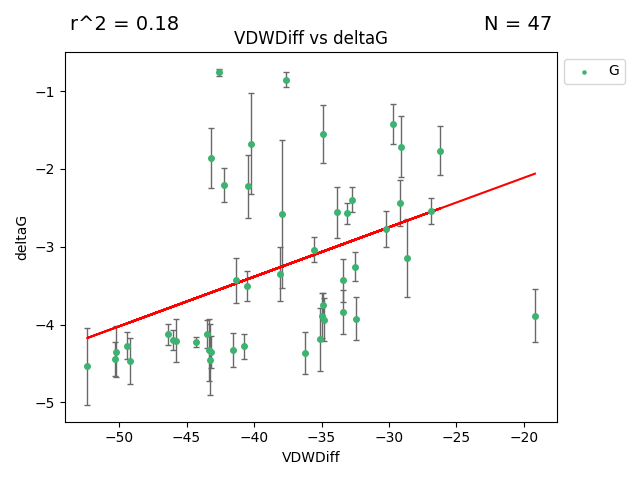 r^2 = 0.18
N = 47
VDWDiff vs deltaG
G
−1
−2
−3
−4
−5
deltaG
−50 −45 −40 −35 −30 −25 −20
VDWDiff